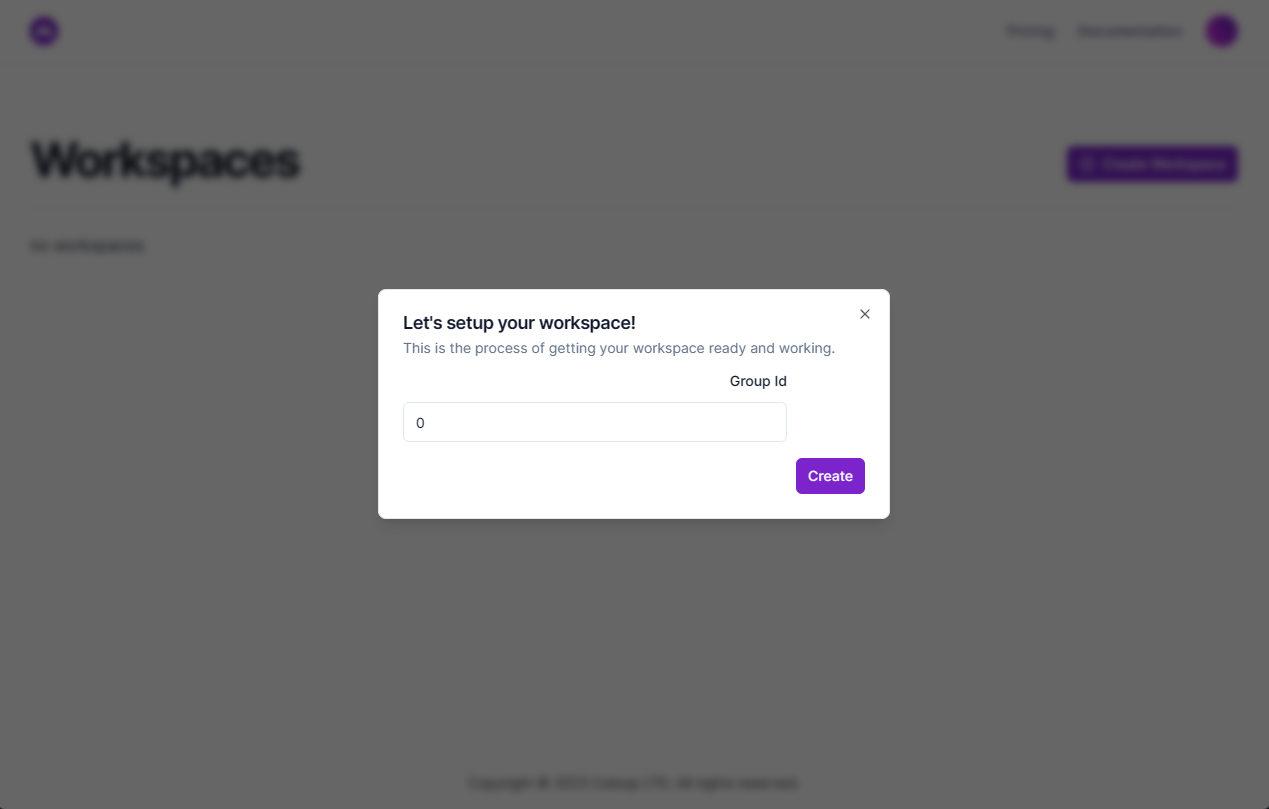 Pricing Documentation
Workspaces
Create Workspace
no workspaces
Let's setup your workspace!
This is the process of getting your workspace ready and working.
Group Id
0
Create
Copyright © 2023 LTD. All rights reserved.